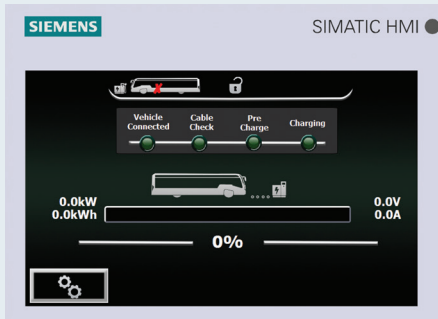 SIEMENS
SIMATIC HMI
Vehicle Connected
Cable Check
Pre Charge
Charging
0.0kW
0.0kWh
0.0V
0.0A
0%